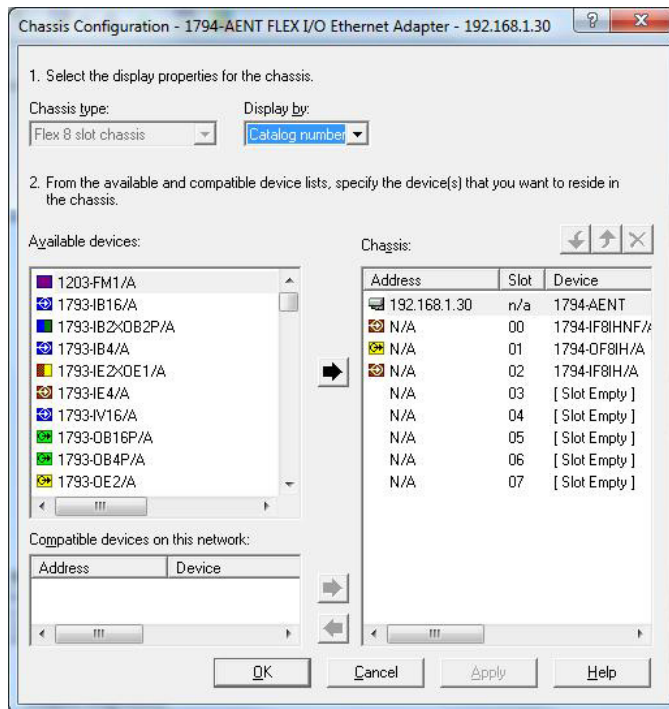 Chassis Configuration - 1794-AENT FLEX I/O Ethernet Adapter - 192.168.1.30
1. Select the display properties for the chassis.
Chassis type:
Display by:
Flex 8 slot chassis
Catalog number
2. From the available and compatible device lists, specify the device(s) that you want to reside in
the chassis.
Available devices:
1203-FM1/A
1793-IB16/A
1793-IB2XOB2P/A
1793-IB4/A
1793-IE2XOE1/A
1793-IE4/A
1793-IV16/A
1793-OB16P/A
1793-OB4P/A
1793-OE2/A
Compatible devices on this network:
Address Device
Chassis:
Address Slot Device
192.168.1.30 n/a 1794-AENT
N/A 00 1794-IF8IHNF/A
N/A 01 1794-OF8IH/A
N/A 02 1794-IF8IH/A
N/A 03 [ Slot Empty ]
N/A 04 [ Slot Empty ]
N/A 05 [ Slot Empty ]
N/A 06 [ Slot Empty ]
N/A 07 [ Slot Empty ]
OK Cancel Apply Help